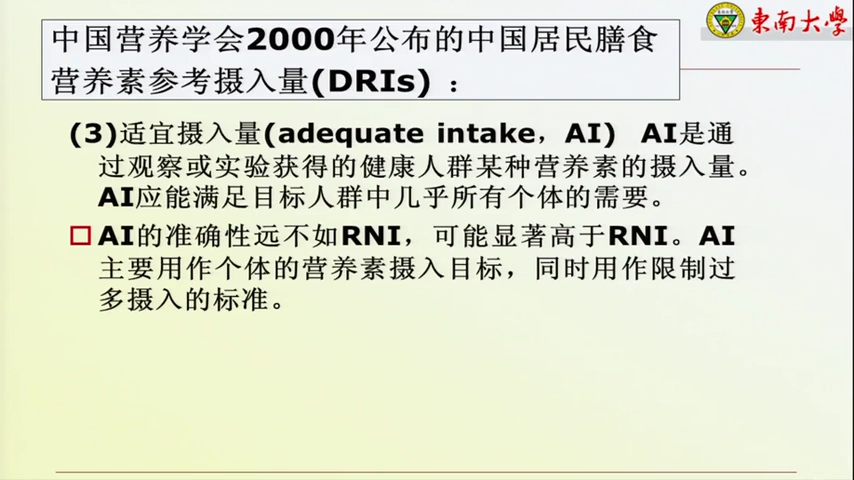 東南大學
中国营养学会2000年公布的中国居民膳食
营养素参考摄入量(DRIs)：
(3)适宜摄入量(adequate intake，AI) AI是通
过观察或实验获得的健康人群某种营养素的摄入量。
AI应能满足目标人群中几乎所有个体的需要。
AI的准确性远不如RNI，可能显著高于RNI。AI
主要用作个体的营养素摄入目标，同时用作限制过
多摄入的标准。